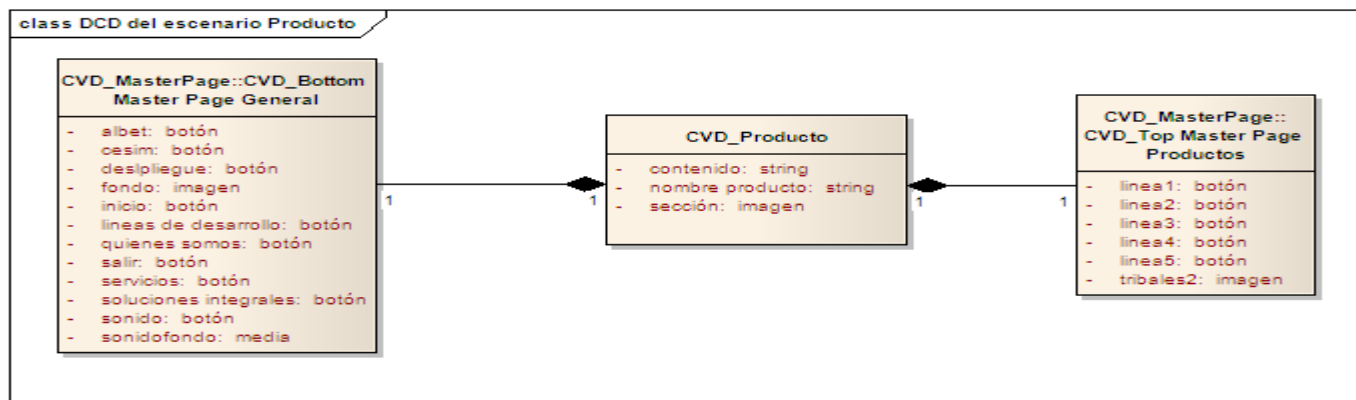 class DCD del escenario Producto
CVD_MasterPage::CVD_Bottom
Master Page General
- albet: botón
- cesim: botón
- deslpliegue: botón
- fondo: imagen
- inicio: botón
- lineas de desarrollo: botón
- quienes somos: botón
- salir: botón
- servicios: botón
- soluciones integrales: botón
- sonido: botón
- sonidofondo: media
1
1
CVD_Producto
- contenido: string
- nombre producto: string
- sección: imagen
1
1
CVD_MasterPage::
CVD_Top Master Page
Productos
- linea1: botón
- linea2: botón
- linea3: botón
- linea4: botón
- linea5: botón
- tribales2: imagen